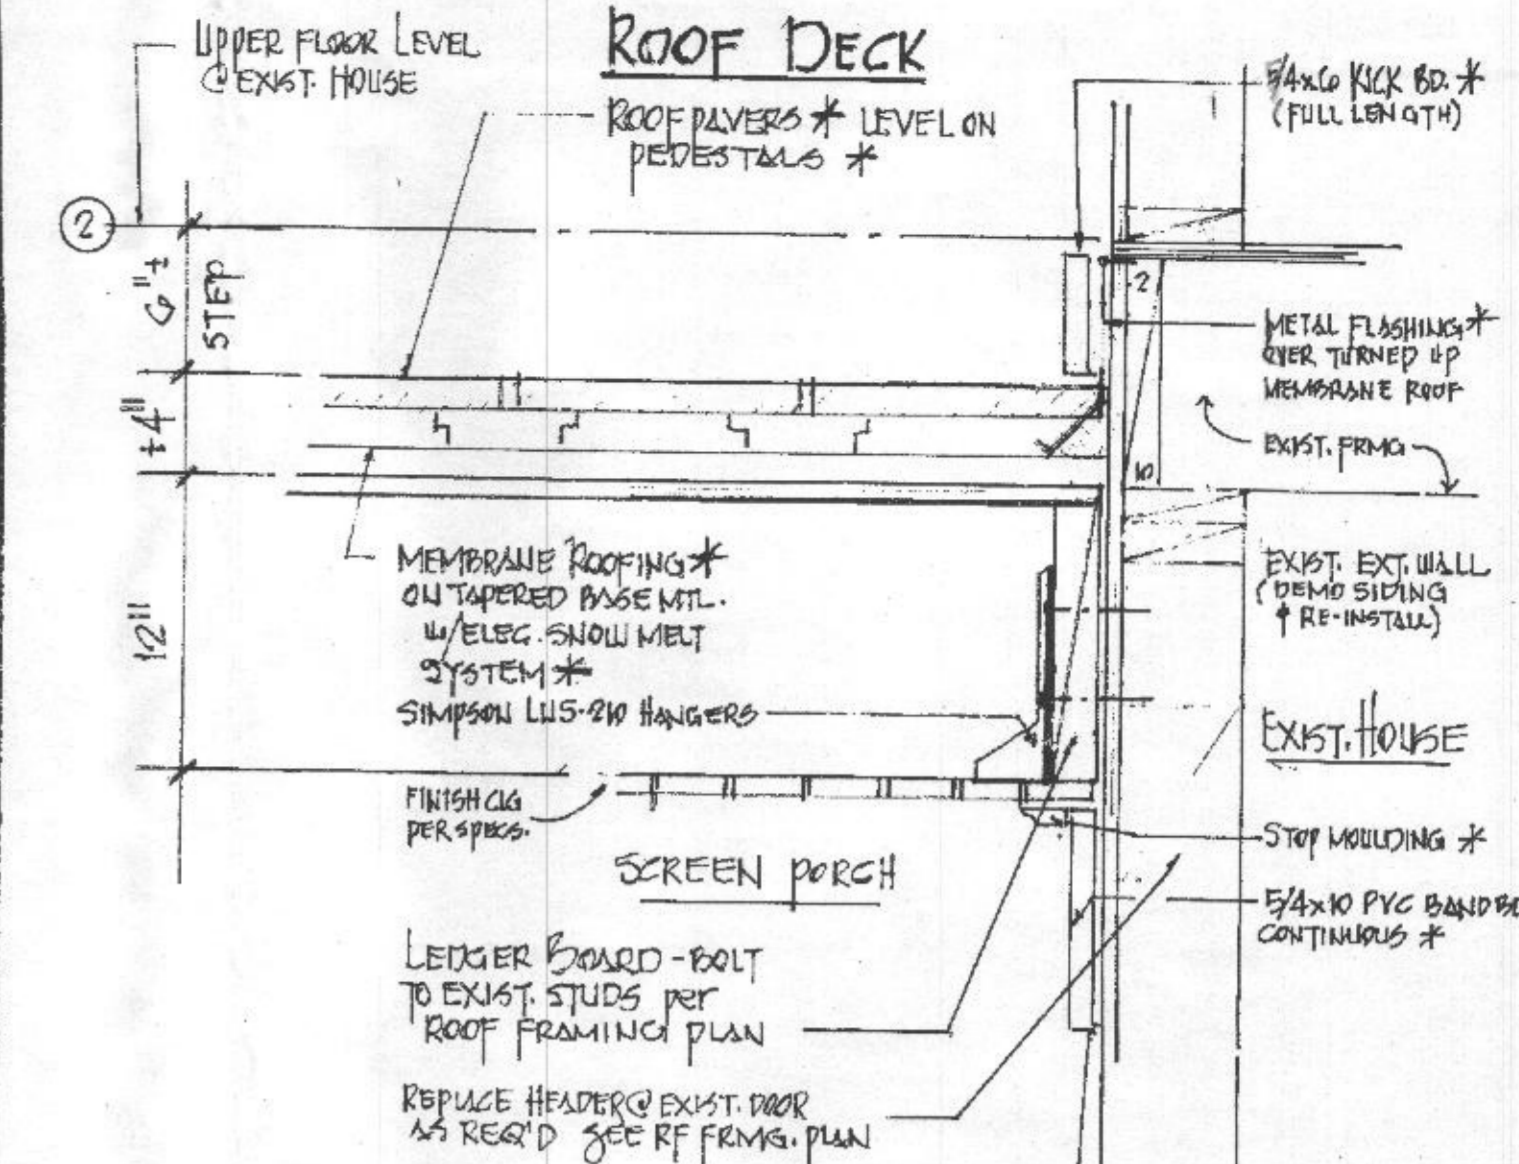 UPPER FLOOR LEVEL
@ EXIST. HOUSE
ROOF DECK
ROOF PAVERS * LEVEL ON
PEDESTALS *
5/4x6 KICK BD. *
(FULL LENGTH)
2
6"±
STEP
±4"
12"
2
10
METAL FLASHING *
OVER TURNED UP
MEMBRANE ROOF
EXIST. FRMG
MEMBRANE ROOFING *
ON TAPERED BASE MTL.
W/ELEC. SNOW MELT
SYSTEM *
SIMPSON LUS-210 HANGERS
EXIST. EXT. WALL
(DEMO SIDING
& RE-INSTALL)
EXIST. HOUSE
FINISH CLG
PER SPECS.
SCREEN PORCH
STOP MOULDING *
5/4x10 PVC BAND BD
CONTINUOUS *
LEDGER BOARD - BOLT
TO EXIST. STUDS per
ROOF FRAMING PLAN
REPLACE HEADER @ EXIST. DOOR
AS REQ'D SEE RF FRMG. PLAN